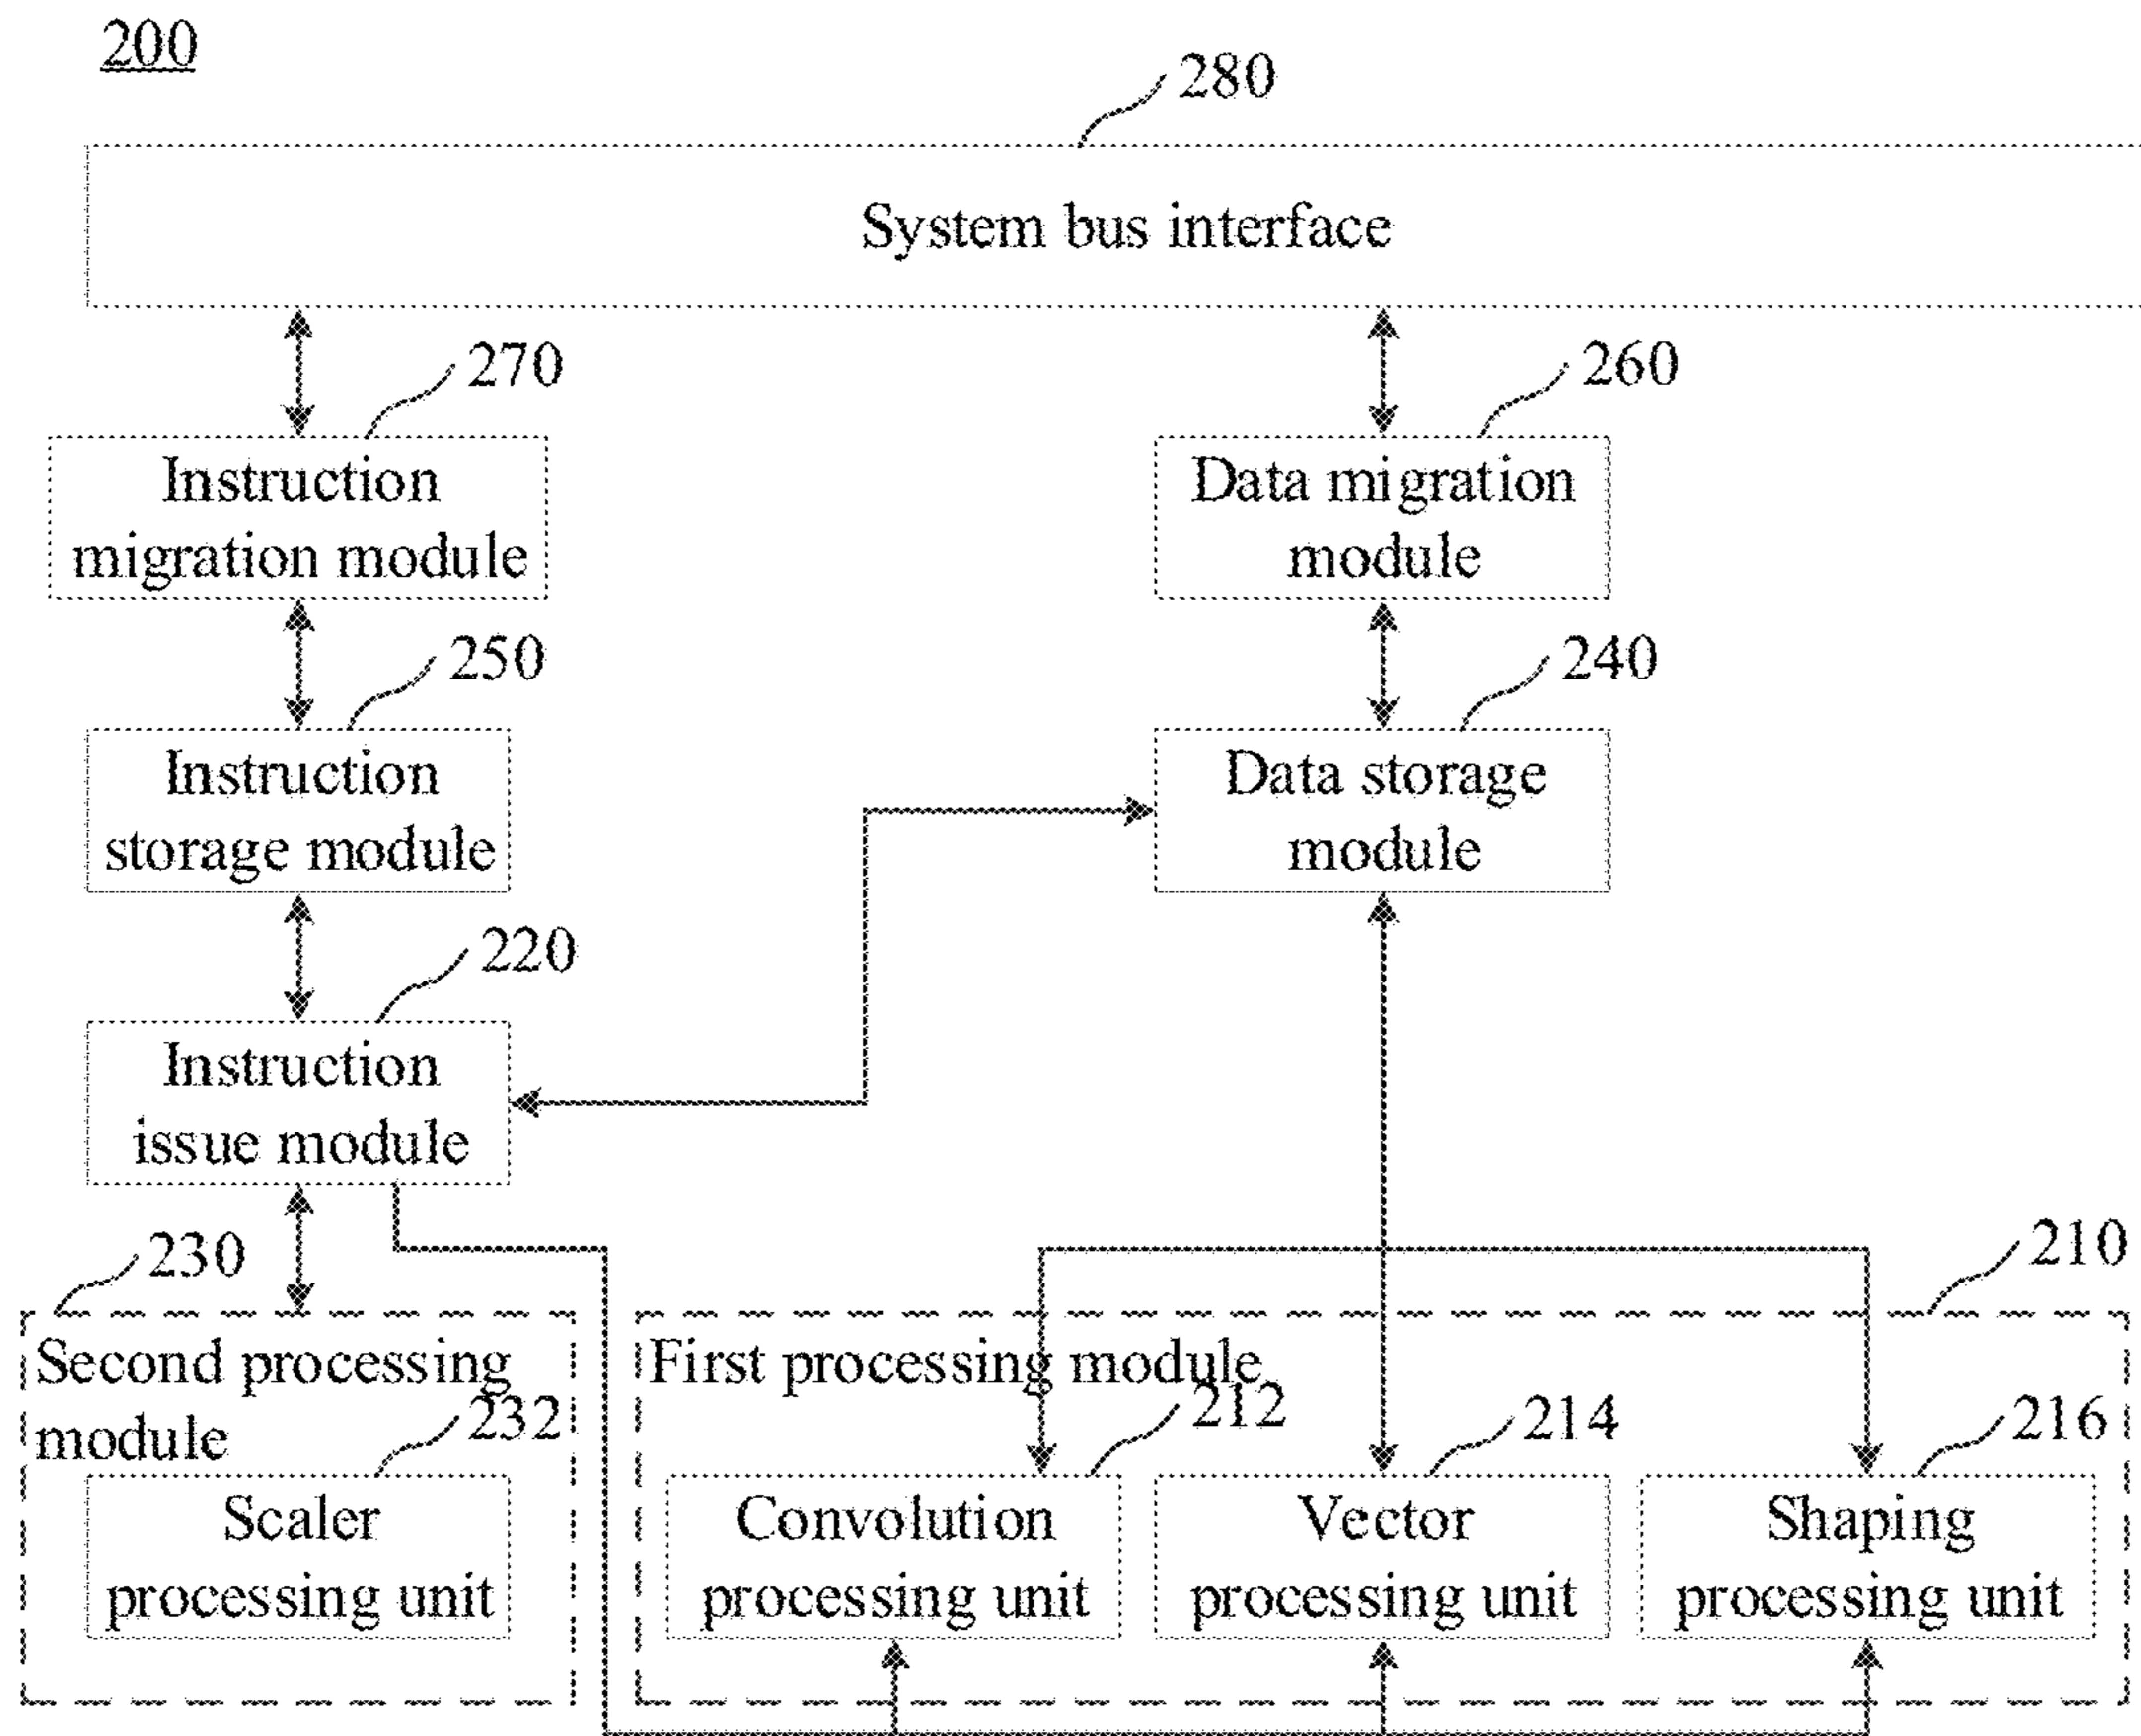 200
280
System bus interface
270
260
Instruction
migration module
Data migration
module
250
240
Instruction
storage module
Data storage
module
220
Instruction
issue module
230
210
Second processing
module
First processing module
232
212
214
216
Scaler
processing unit
Convolution
processing unit
Vector
processing unit
Shaping
processing unit